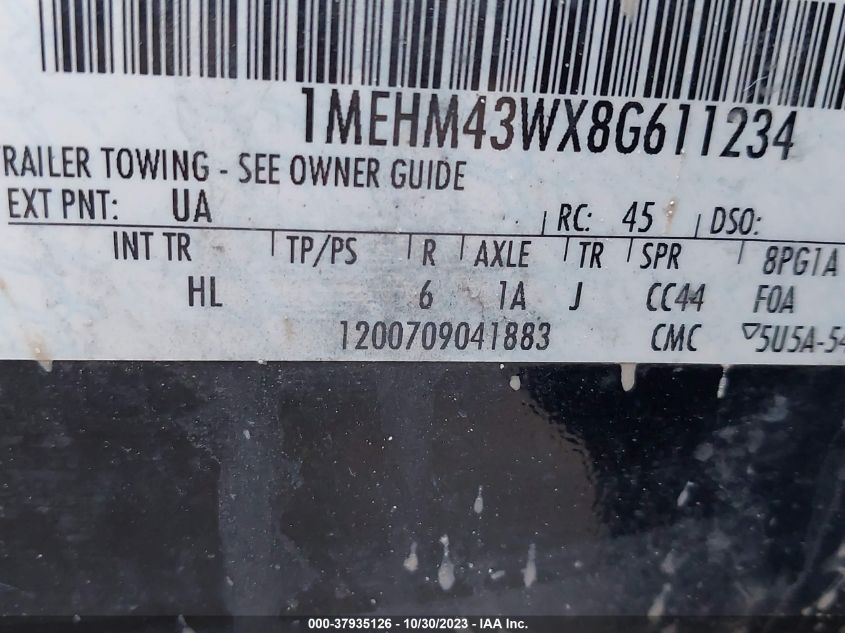 1MEHM43WX8G611234
RAILER TOWING - SEE OWNER GUIDE
EXT PNT: UA RC: 45 DSO:
INT TR TP/PS R AXLE TR SPR 8PG1A
HL 6 1A J CC44 F0A
1200709041883 CMC ▽5U5A-54
000-37935126 - 10/30/2023 - IAA Inc.